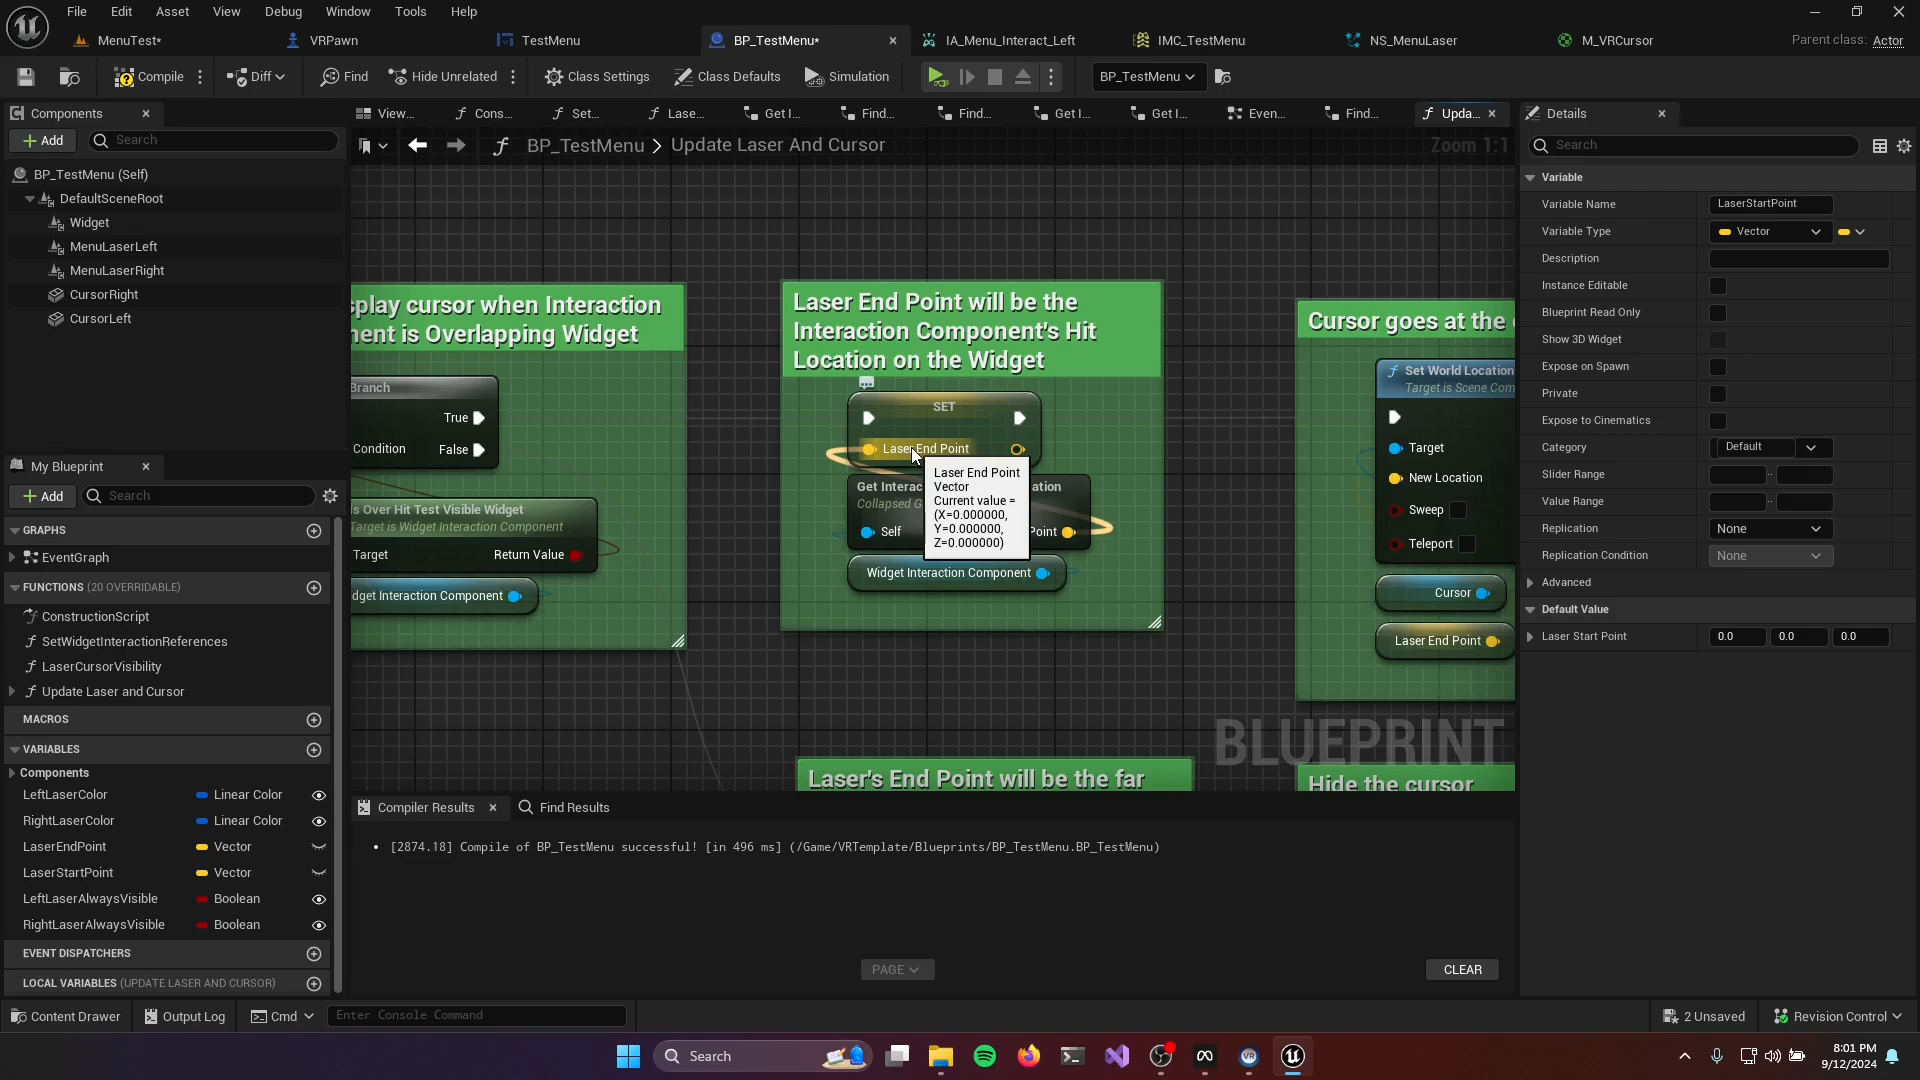 File Edit Asset View Debug Window Tools Help
MenuTest* VRPawn TestMenu BP_TestMenu* IA_Menu_Interact_Left IMC_TestMenu NS_MenuLaser M_VRCursor Parent class: Actor
Compile Diff Find Hide Unrelated Class Settings Class Defaults Simulation BP_TestMenu
Components
Add Search
BP_TestMenu (Self)
DefaultSceneRoot
Widget
MenuLaserLeft
MenuLaserRight
CursorRight
CursorLeft
My Blueprint
Add Search
GRAPHS
EventGraph
FUNCTIONS (20 OVERRIDABLE)
ConstructionScript
SetWidgetInteractionReferences
LaserCursorVisibility
Update Laser and Cursor
MACROS
VARIABLES
Components
LeftLaserColor Linear Color
RightLaserColor Linear Color
LaserEndPoint Vector
LaserStartPoint Vector
LeftLaserAlwaysVisible Boolean
RightLaserAlwaysVisible Boolean
EVENT DISPATCHERS
LOCAL VARIABLES (UPDATE LASER AND CURSOR)
View... Cons... Set... Lase... Get I... Find... Find... Get I... Get I... Even... Find... Upda...
BP_TestMenu > Update Laser And Cursor Zoom 1:1
splay cursor when Interaction
nent is Overlapping Widget
Branch
True
Condition False
Is Over Hit Test Visible Widget
Target is Widget Interaction Component
Target Return Value
dget Interaction Component
Laser End Point will be the
Interaction Component's Hit
Location on the Widget
SET
Laser End Point
Get Interac ation
Collapsed G
Self Point
Laser End Point
Vector
Current value =
(X=0.000000,
Y=0.000000,
Z=0.000000)
Widget Interaction Component
Cursor goes at the
Set World Location
Target is Scene Com
Target
New Location
Sweep
Teleport
Cursor
Laser End Point
BLUEPRINT
Laser's End Point will be the far
Hide the cursor
Compiler Results Find Results
[2874.18] Compile of BP_TestMenu successful! [in 496 ms] (/Game/VRTemplate/Blueprints/BP_TestMenu.BP_TestMenu)
PAGE CLEAR
Details
Search
Variable
Variable Name LaserStartPoint
Variable Type Vector
Description
Instance Editable
Blueprint Read Only
Show 3D Widget
Expose on Spawn
Private
Expose to Cinematics
Category Default
Slider Range ..
Value Range ..
Replication None
Replication Condition None
Advanced
Default Value
Laser Start Point 0.0 0.0 0.0
Content Drawer Output Log Cmd Enter Console Command 2 Unsaved Revision Control
Search
8:01 PM
9/12/2024